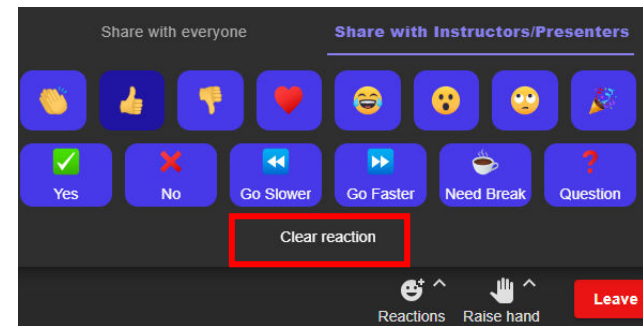 Share with everyone Share with Instructors/Presenters
Yes No Go Slower Go Faster Need Break Question
Clear reaction
Reactions Raise hand Leave